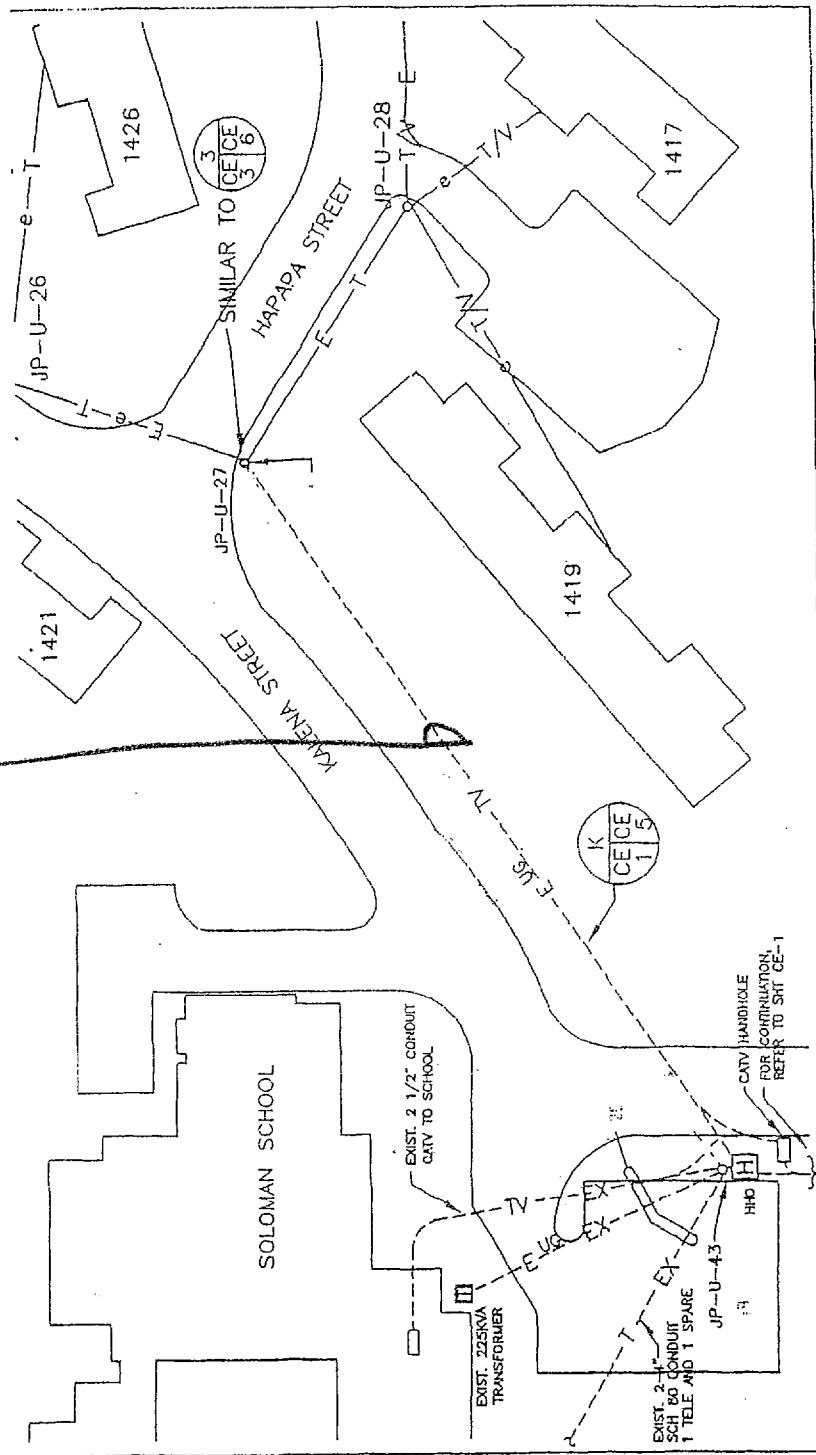 1426
JP-U-26
e
T
SIMILAR TO
3
CE CE
3 6
HAPAPA STREET
JP-U-28
E
T
V
E
e
T
JP-U-27
E
T
e
T/V
1417
T/V
e
1421
KALENA STREET
1419
TV
E UG
K
CE CE
1 5
SOLOMAN SCHOOL
EXIST. 2 1/2" CONDUIT
CATV TO SCHOOL
EXIST. 225KVA
TRANSFORMER
TV
EX
E
EX
T
EX
EXIST. 2-4"
SCH 80 CONDUIT
1 TELE AND 1 SPARE
JP-U-43
H
HHO
CATV HANDHOLE
FOR CONTINUATION,
REFER TO SHT CE-1